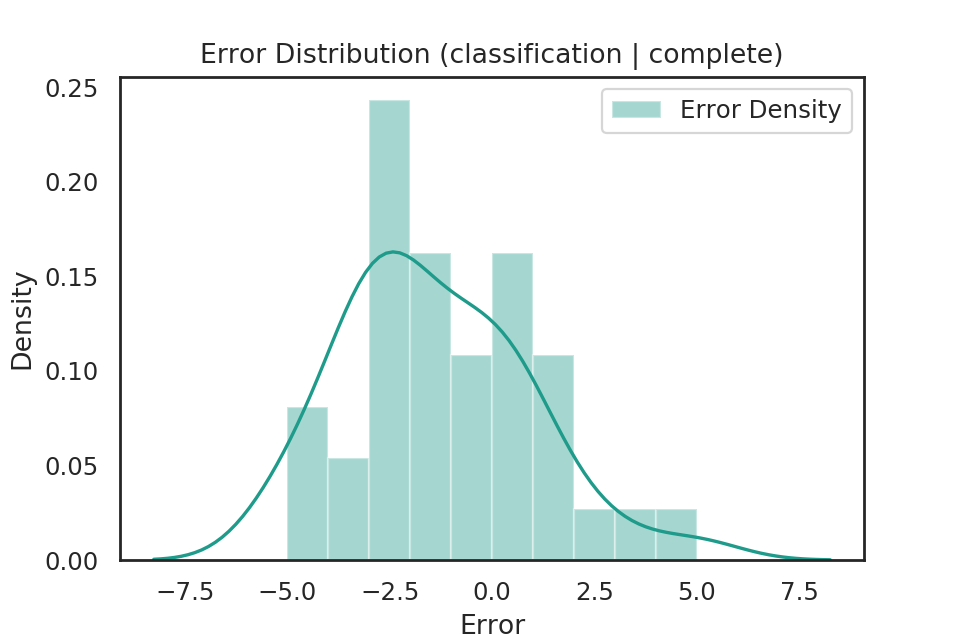 Error Distribution (classification | complete)
Error Density
0.25
0.20
0.15
0.10
0.05
0.00
Density
−7.5 −5.0 −2.5 0.0 2.5 5.0 7.5
Error